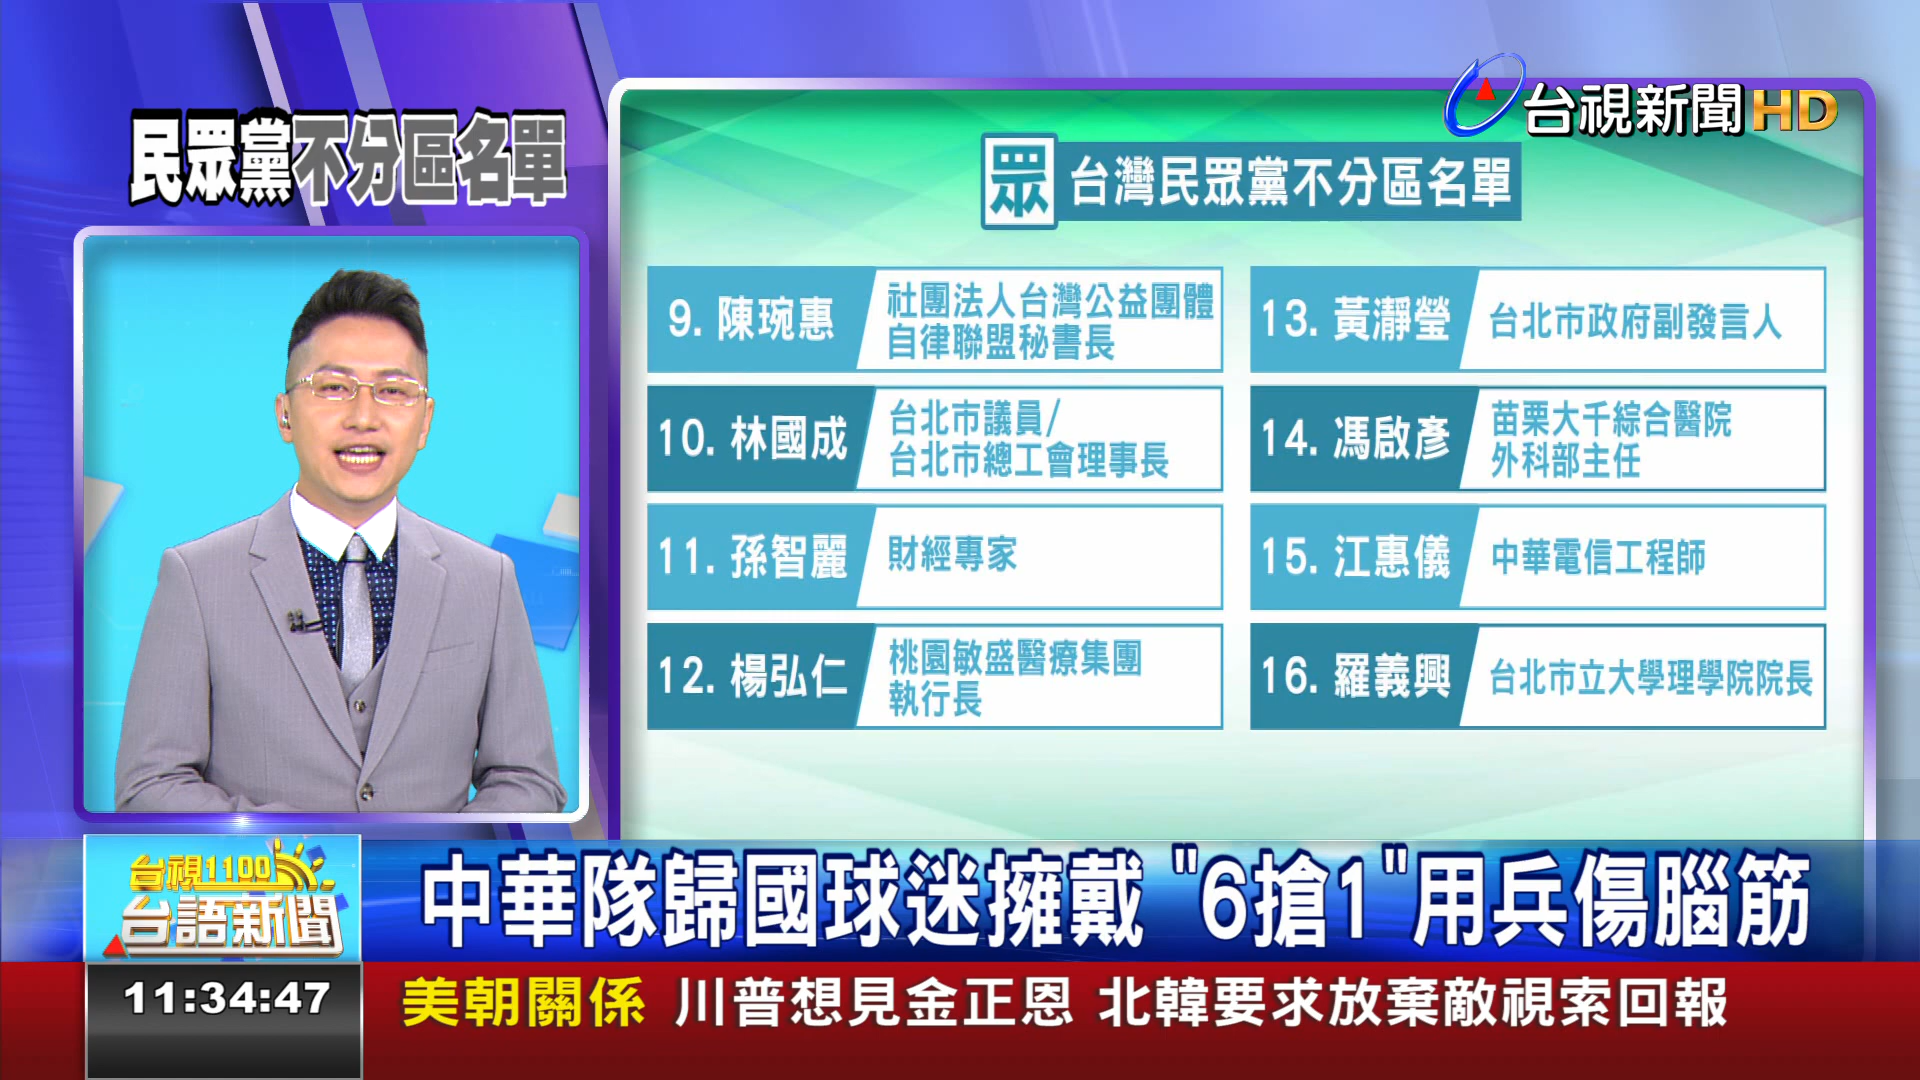 台視新聞HD
民眾黨不分區名單
眾 台灣民眾黨不分區名單
9. 陳琬惠
社團法人台灣公益團體
自律聯盟秘書長
10. 林國成
台北市議員/
台北市總工會理事長
11. 孫智麗
財經專家
12. 楊弘仁
桃園敏盛醫療集團
執行長
13. 黃瀞瑩
台北市政府副發言人
14. 馮啟彥
苗栗大千綜合醫院
外科部主任
15. 江惠儀
中華電信工程師
16. 羅義興
台北市立大學理學院院長
台視1100
台語新聞
中華隊歸國球迷擁戴 "6搶1"用兵傷腦筋
11:34:47
美朝關係 川普想見金正恩 北韓要求放棄敵視索回報